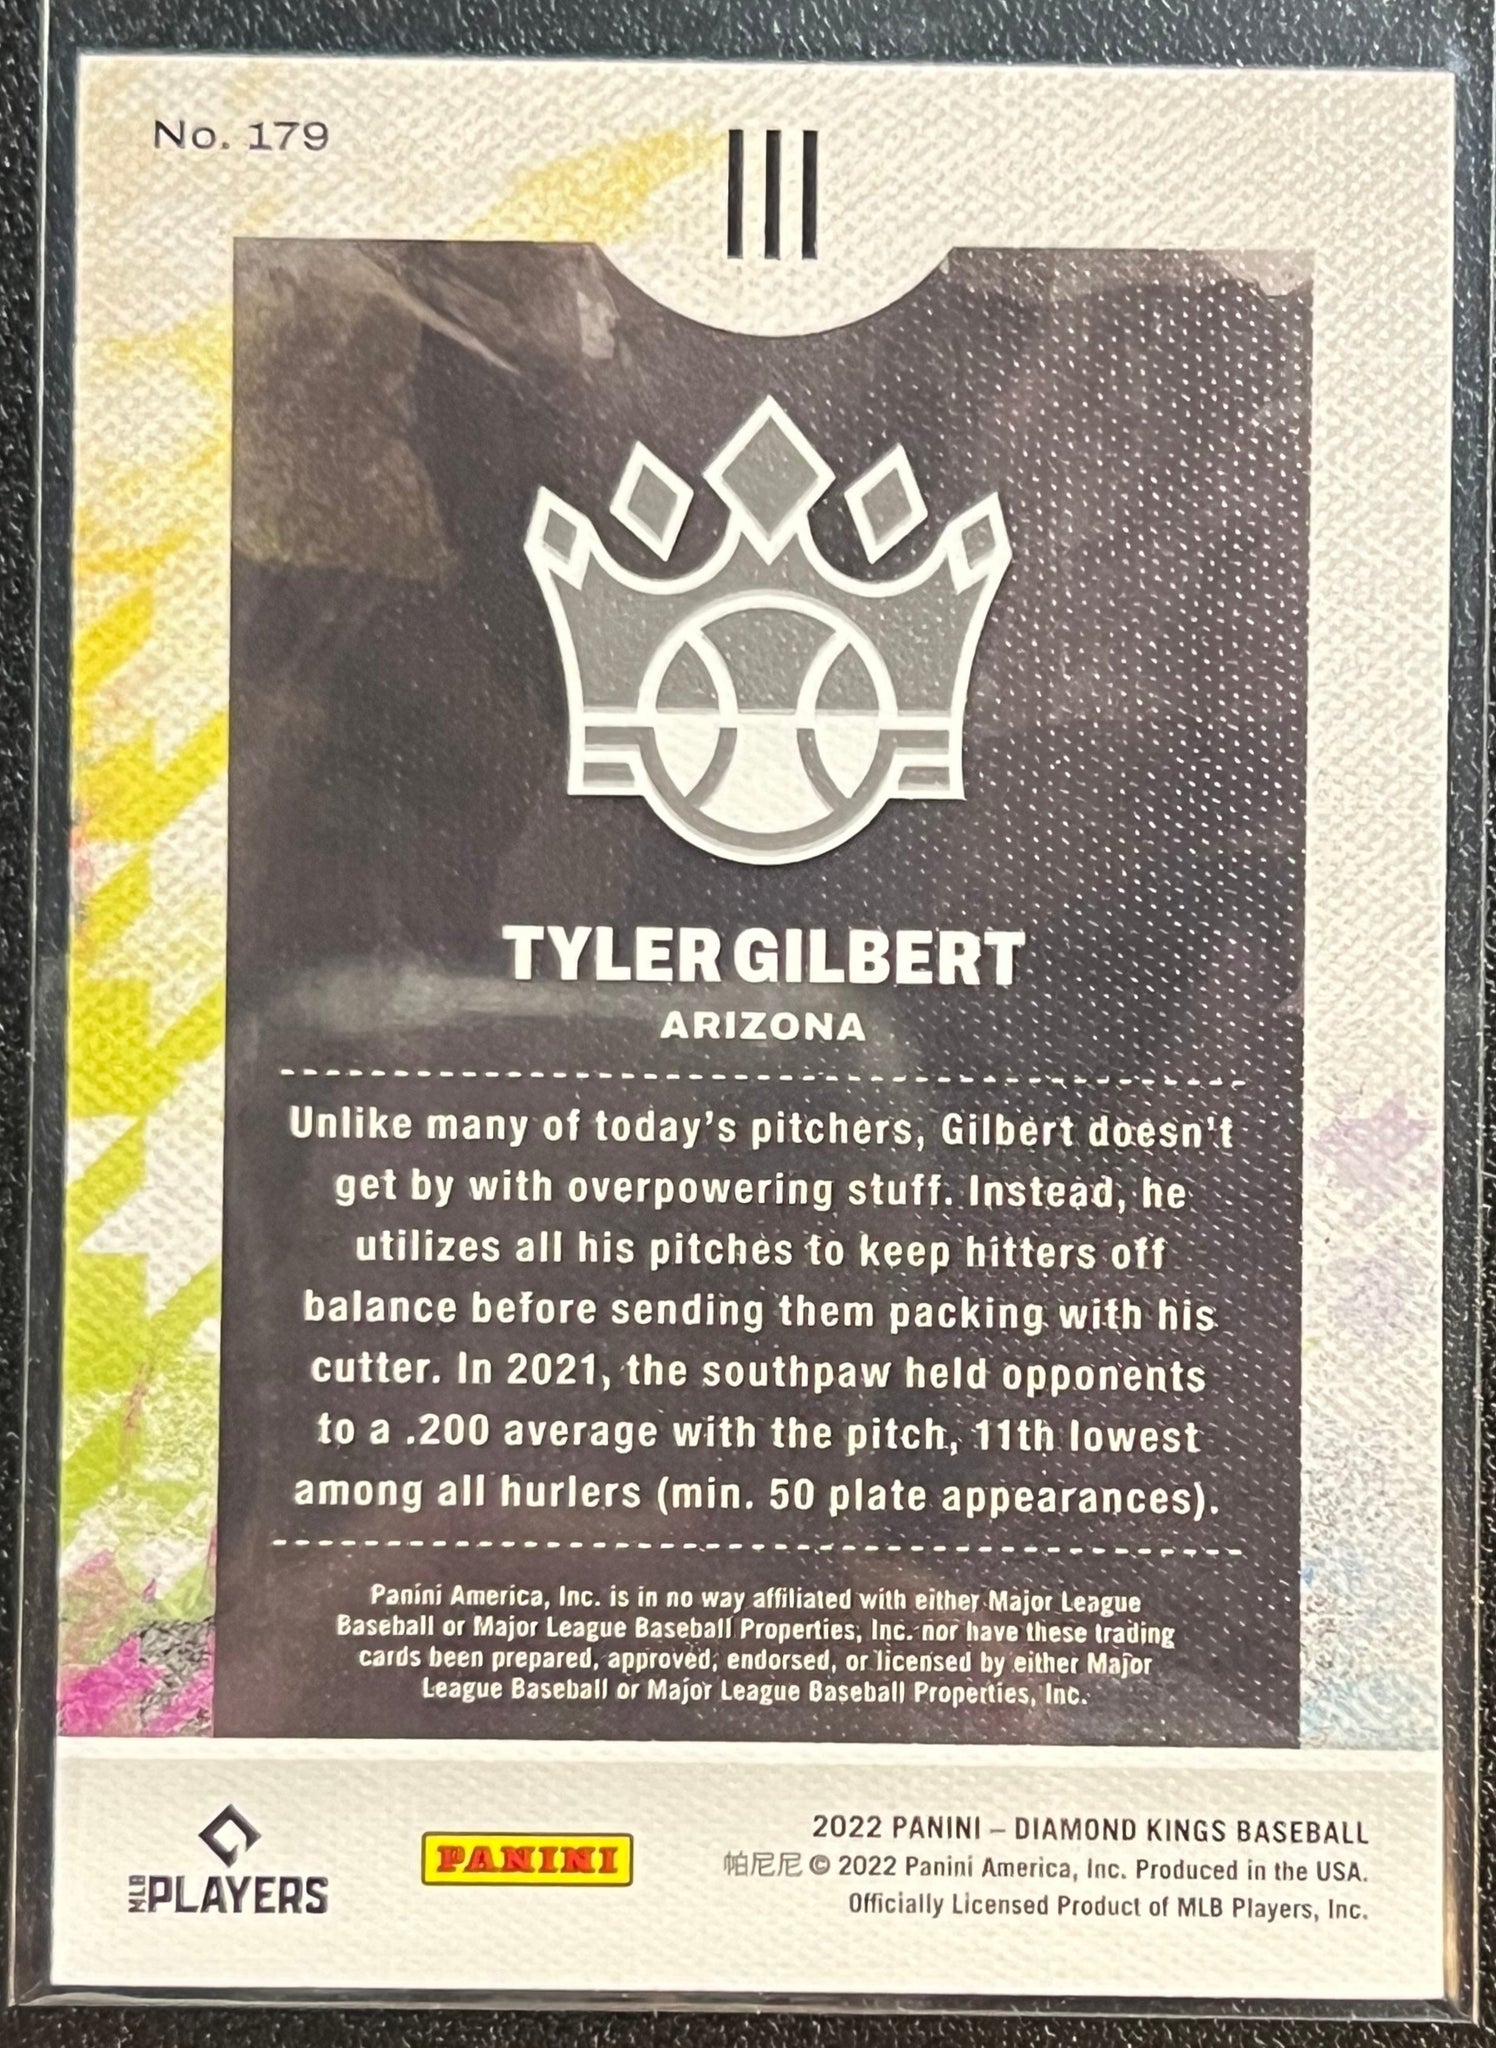 No. 179
III
TYLER GILBERT
ARIZONA
Unlike many of today's pitchers, Gilbert doesn't
get by with overpowering stuff. Instead, he
utilizes all his pitches to keep hitters off
balance before sending them packing with his
cutter. In 2021, the southpaw held opponents
to a .200 average with the pitch, 11th lowest
among all hurlers (min. 50 plate appearances).
Panini America, Inc. is in no way affiliated with either Major League
Baseball or Major League Baseball Properties, Inc. nor have these trading
cards been prepared, approved, endorsed, or licensed by either Major
League Baseball or Major League Baseball Properties, Inc.
MLB PLAYERS
PANINI
2022 PANINI – DIAMOND KINGS BASEBALL
帕尼尼 © 2022 Panini America, Inc. Produced in the USA.
Officially Licensed Product of MLB Players, Inc.